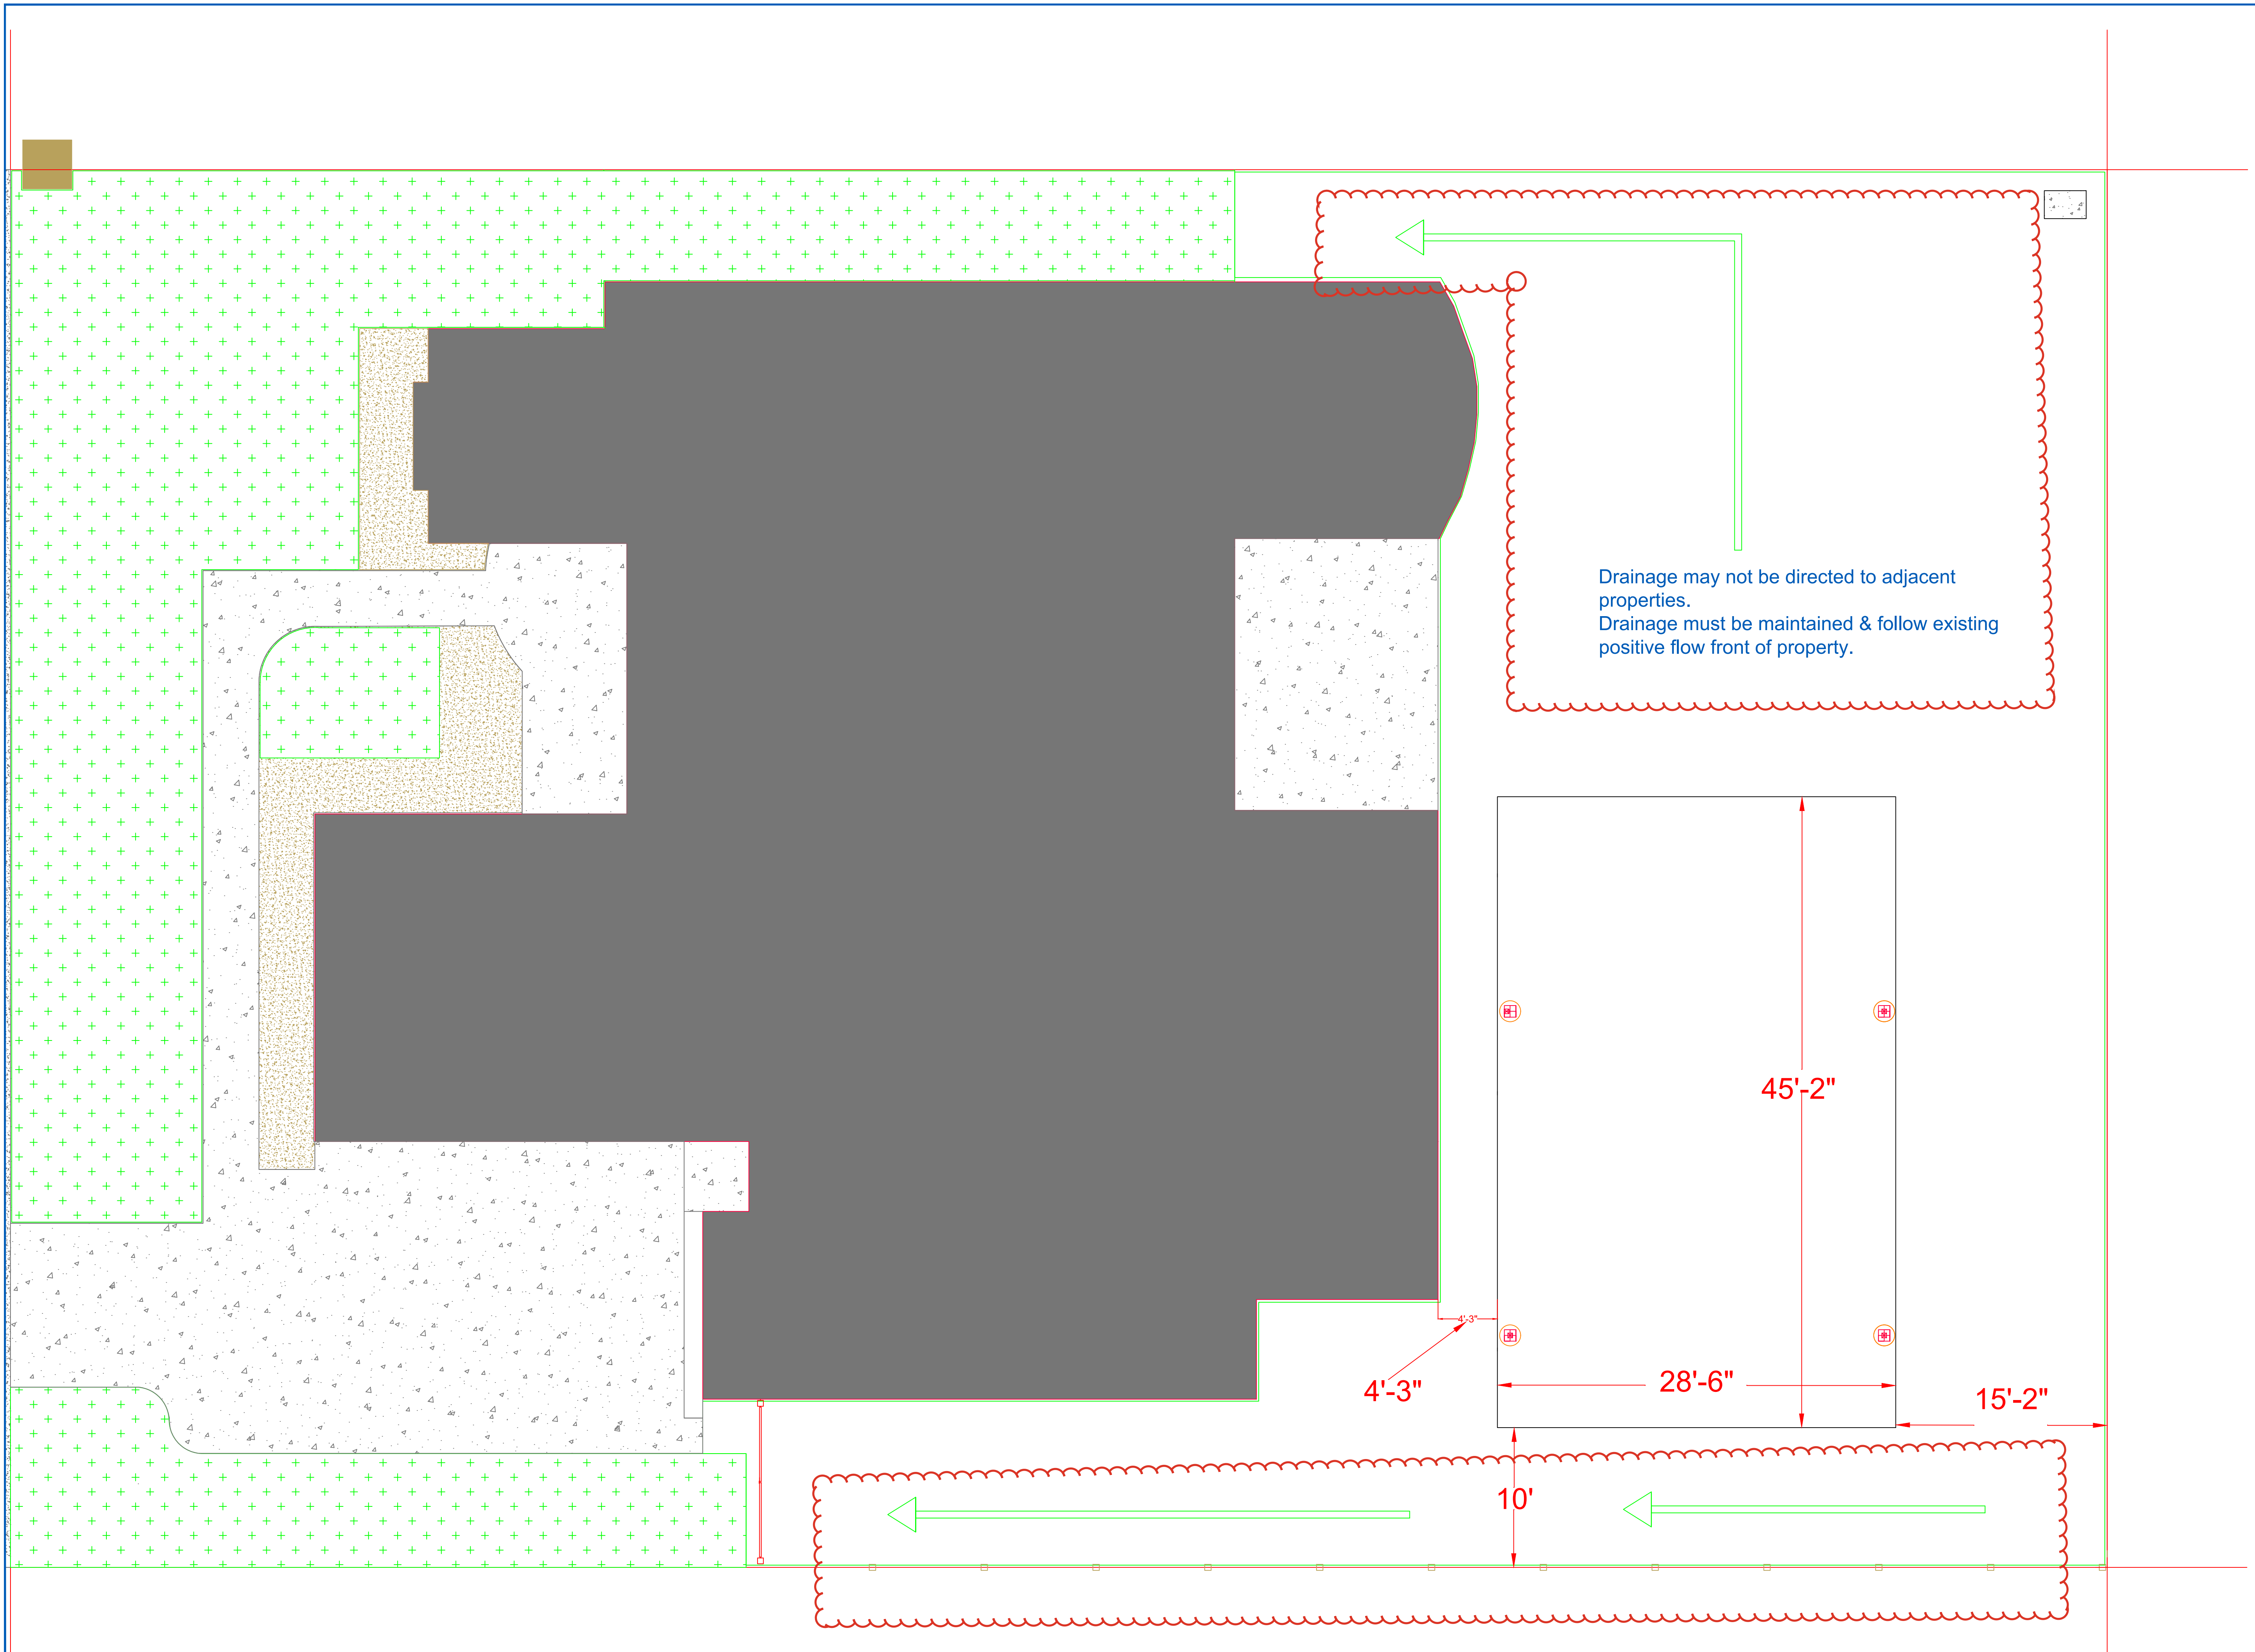 Drainage may not be directed to adjacent
properties.
Drainage must be maintained & follow existing
positive flow front of property.
45'-2"
4'-3"
4'-3"
28'-6"
15'-2"
10'